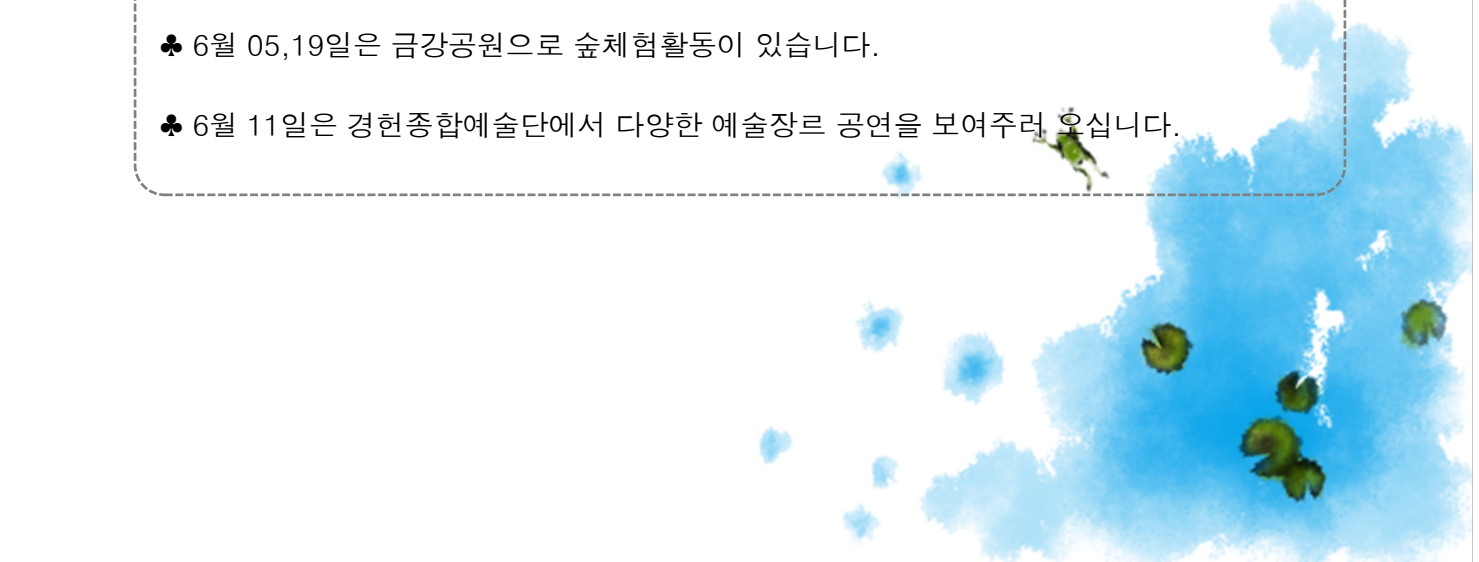 ♣ 6월 05,19일은 금강공원으로 숲체험활동이 있습니다.
♣ 6월 11일은 경헌종합예술단에서 다양한 예술장르 공연을 보여주러 오십니다.